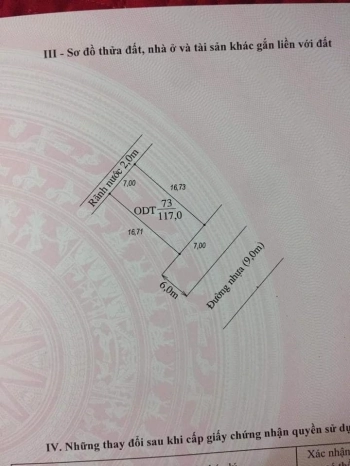 III - Sơ đồ thửa đất, nhà ở và tài sản khác gắn liền với đất
Rãnh nước 2,0m
7,00
16,73
ODT 73
117,0
16,71
7,00
6,0m
Đường nhựa (9,0m)
IV. Những thay đổi sau khi cấp giấy chứng nhận quyền sử dụ
Xác nhận